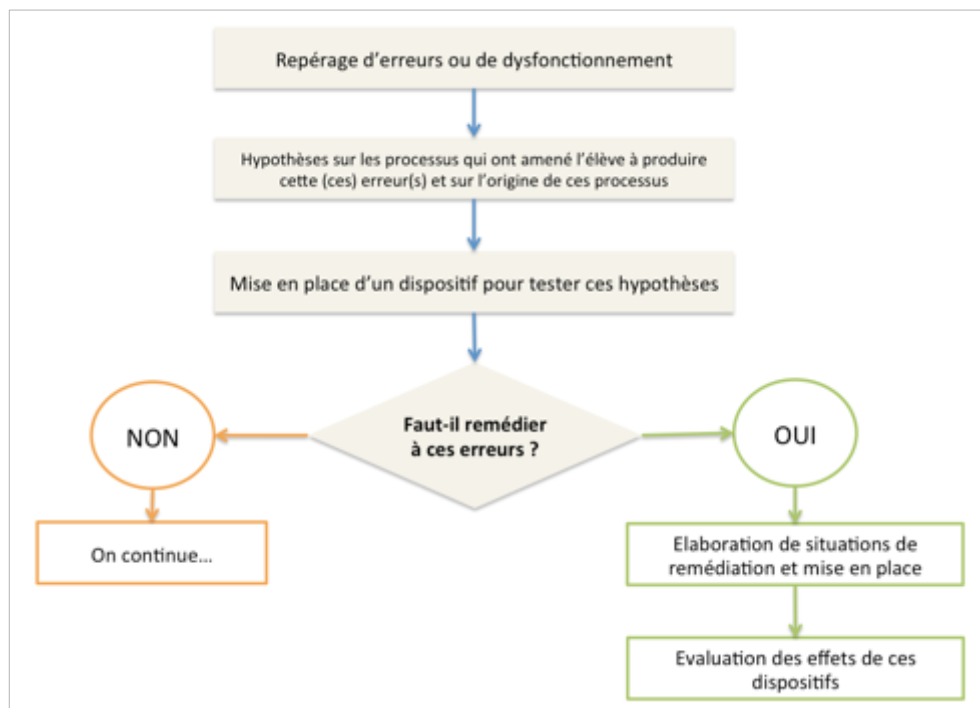 Repérage d’erreurs ou de dysfonctionnement
Hypothèses sur les processus qui ont amené l’élève à produire
cette (ces) erreur(s) et sur l’origine de ces processus
Mise en place d’un dispositif pour tester ces hypothèses
Faut-il remédier
à ces erreurs ?
NON
OUI
On continue…
Elaboration de situations de
remédiation et mise en place
Evaluation des effets de ces
dispositifs